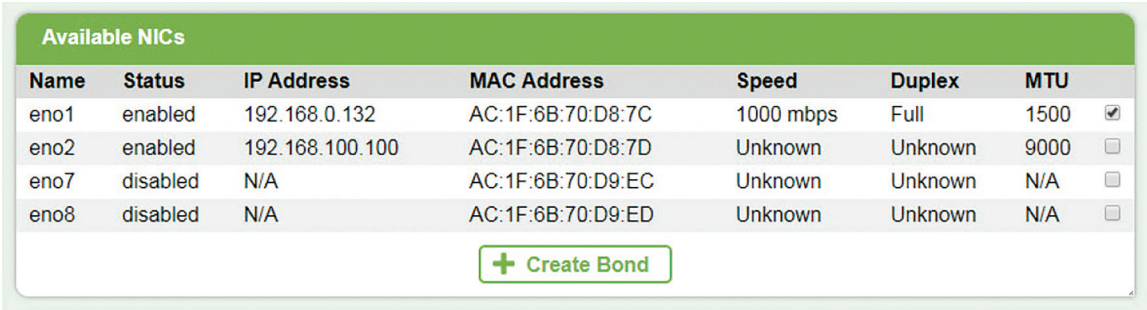 Available NICs
Name Status IP Address MAC Address Speed Duplex MTU
eno1 enabled 192.168.0.132 AC:1F:6B:70:D8:7C 1000 mbps Full 1500
eno2 enabled 192.168.100.100 AC:1F:6B:70:D8:7D Unknown Unknown 9000
eno7 disabled N/A AC:1F:6B:70:D9:EC Unknown Unknown N/A
eno8 disabled N/A AC:1F:6B:70:D9:ED Unknown Unknown N/A
Create Bond